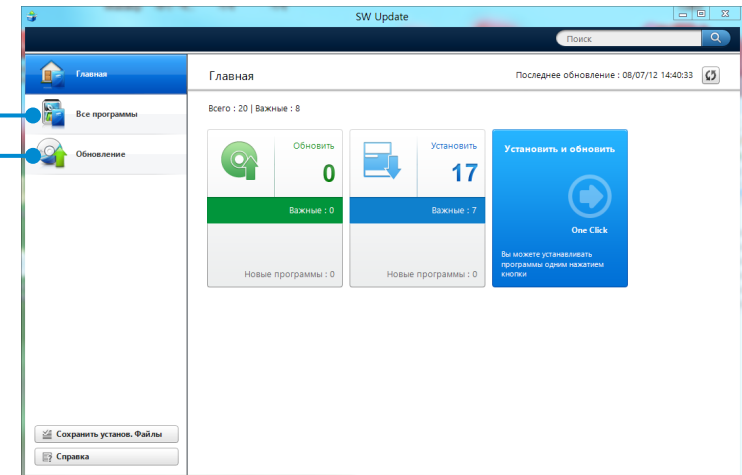 SW Update
Поиск
Главная
Все программы
Обновление
Главная
Последнее обновление : 08/07/12 14:40:33
Всего : 20 | Важные : 8
Обновить
0
Важные : 0
Новые программы : 0
Установить
17
Важные : 7
Новые программы : 0
Установить и обновить
One Click
Вы можете устанавливать
программы одним нажатием
кнопки
Сохранить установ. Файлы
Справка